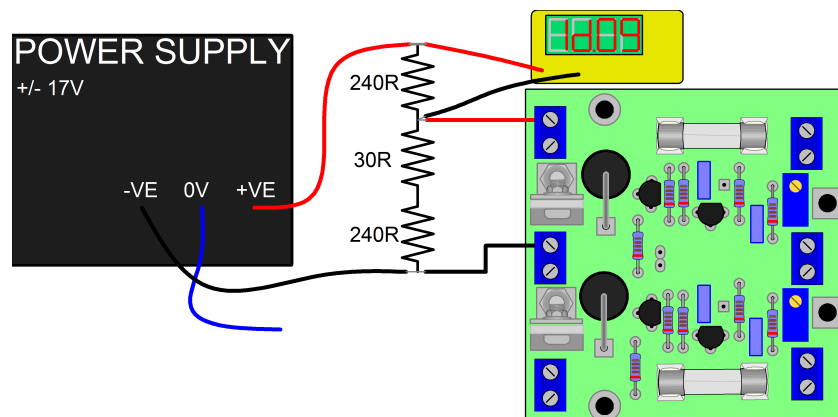 POWER SUPPLY
+/- 17V
-VE 0V +VE
240R
30R
240R